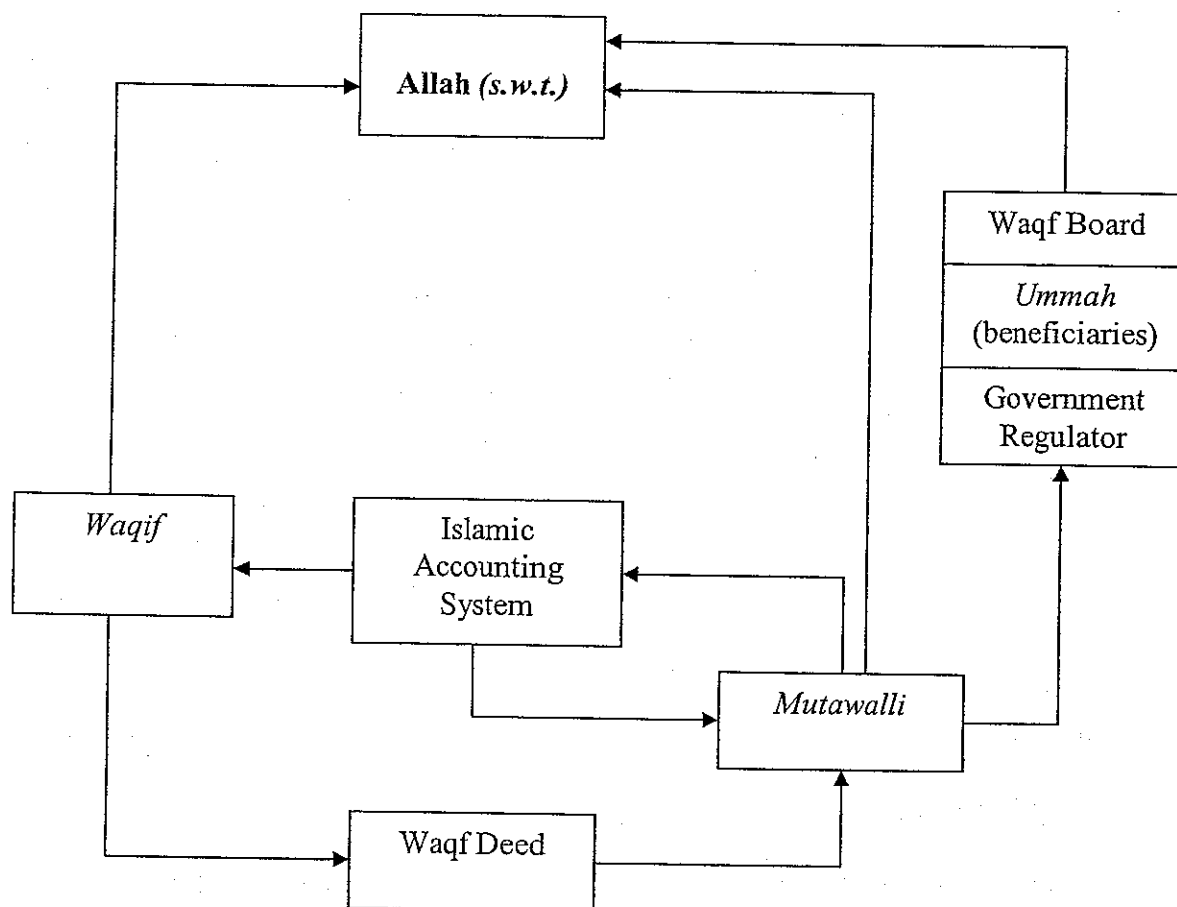 Allah (s.w.t.)
Waqf Board
Ummah
(beneficiaries)
Government
Regulator
Waqif
Islamic
Accounting
System
Mutawalli
Waqf Deed